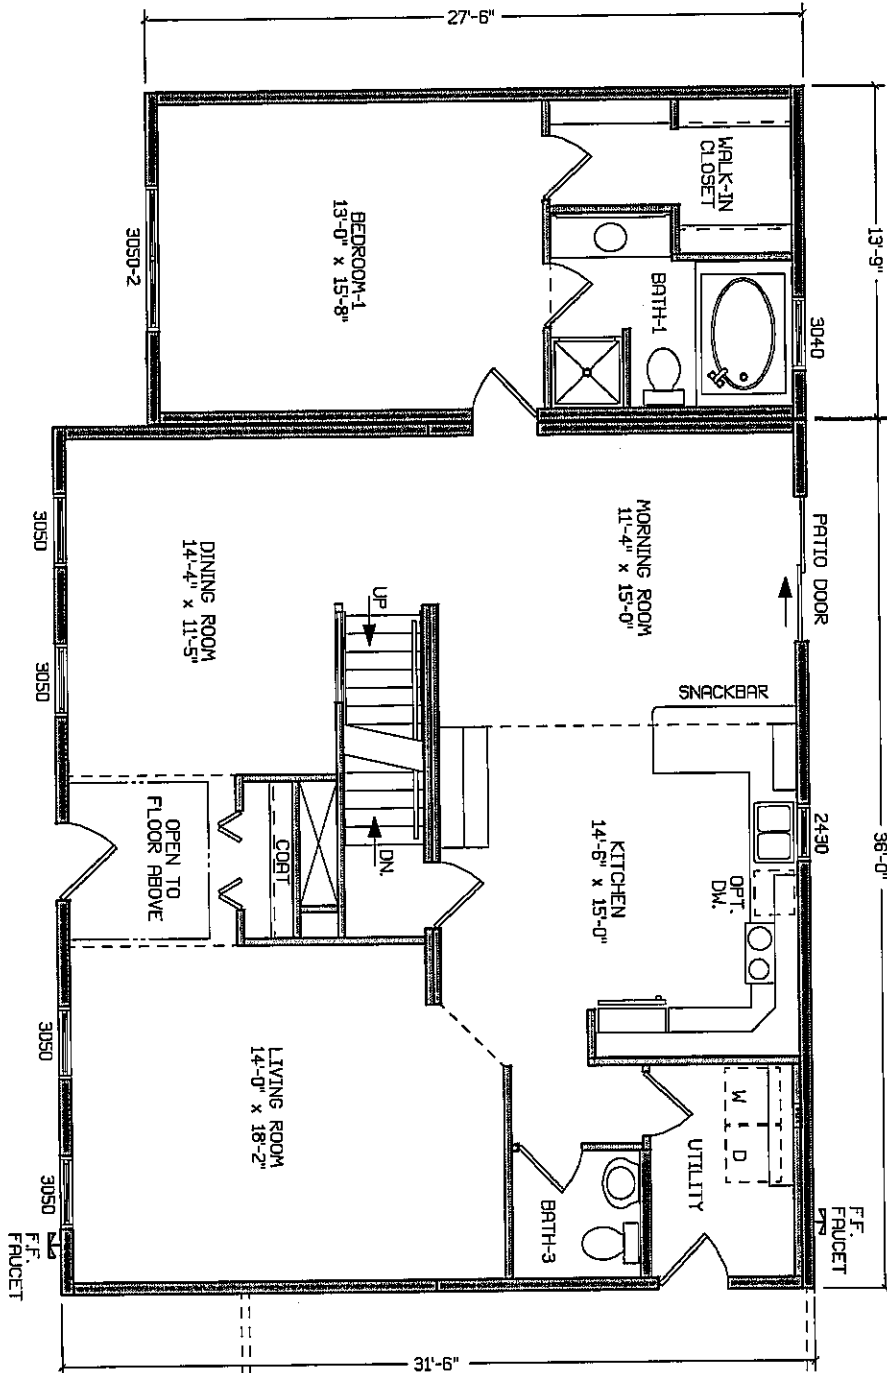 27'-6"
13'-9"
WALK-IN
CLOSET
BEDROOM-1
13'-0" x 15'-8"
3050-2
BATH-1
3040
PATIO DOOR
MORNING ROOM
11'-4" x 15'-0"
DINING ROOM
14'-4" x 11'-5"
3050
3050
UP
DN.
SNACKBAR
2430
36'-0"
OPT.
DW.
KITCHEN
14'-6" x 15'-0"
COAT
OPEN TO
FLOOR ABOVE
LIVING ROOM
14'-0" x 18'-2"
3050
3050
W
D
UTILITY
BATH-3
F.F.
FAUCET
F.F.
FAUCET
31'-6"